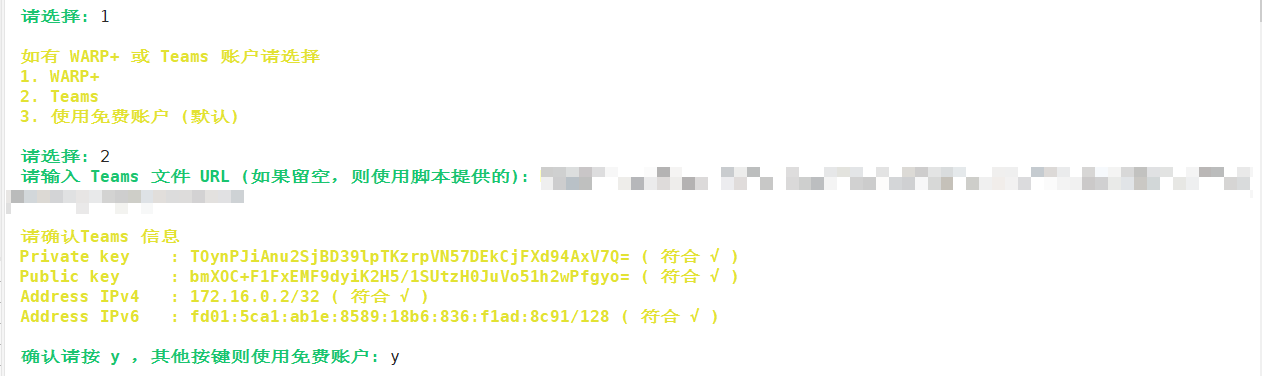 请选择: 1
如有 WARP+ 或 Teams 账户请选择
1. WARP+
2. Teams
3. 使用免费账户 (默认)
请选择: 2
请输入 Teams 文件 URL (如果留空, 则使用脚本提供的):
请确认Teams 信息
Private key : TOynPJiAnu2SjBD39lpTKzrpVN57DEkCjFXd94AxV7Q= ( 符合 √ )
Public key : bmXOC+F1FxEMF9dyiK2H5/1SUtzH0JuVo51h2wPfgyo= ( 符合 √ )
Address IPv4 : 172.16.0.2/32 ( 符合 √ )
Address IPv6 : fd01:5ca1:ab1e:8589:18b6:836:f1ad:8c91/128 ( 符合 √ )
确认请按 y , 其他按键则使用免费账户: y